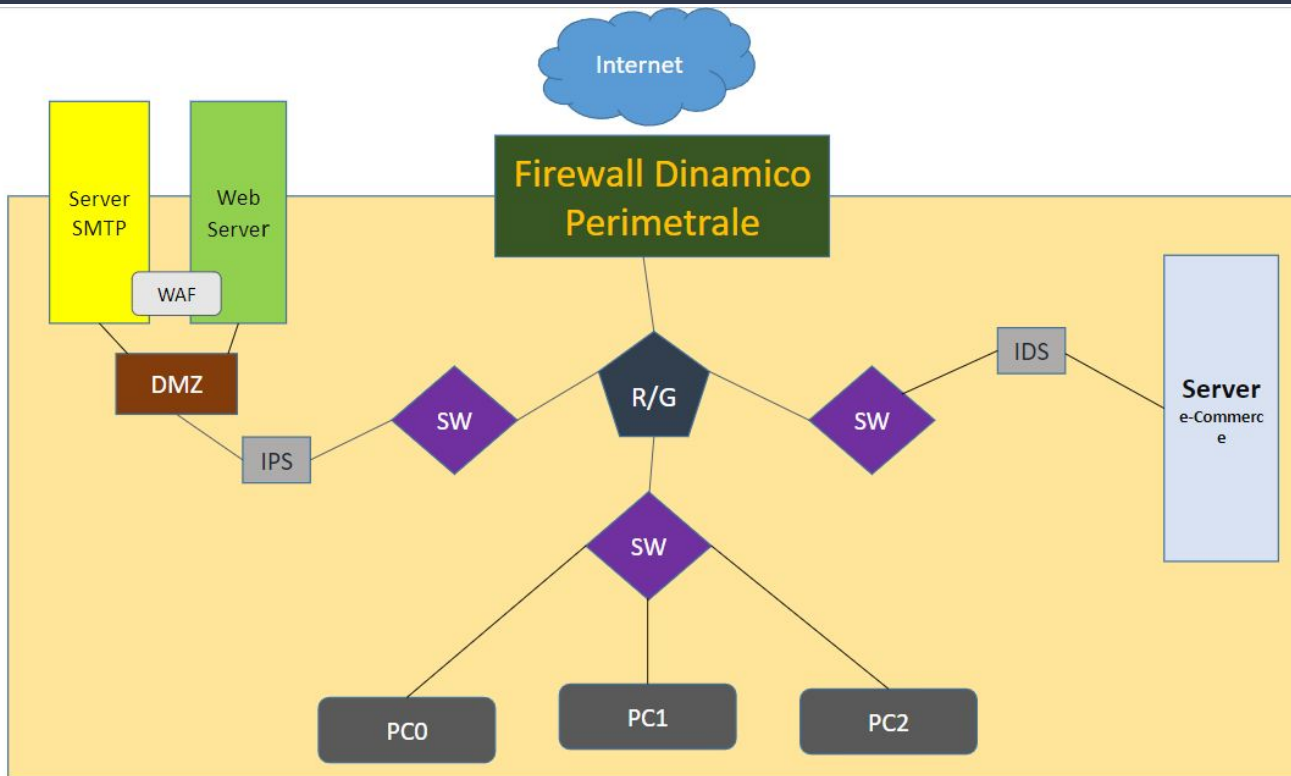 Internet
Firewall Dinamico
Perimetrale
Server
SMTP
Web
Server
WAF
DMZ
IPS
SW
R/G
SW
IDS
Server
e-Commerc
e
SW
PC0
PC1
PC2